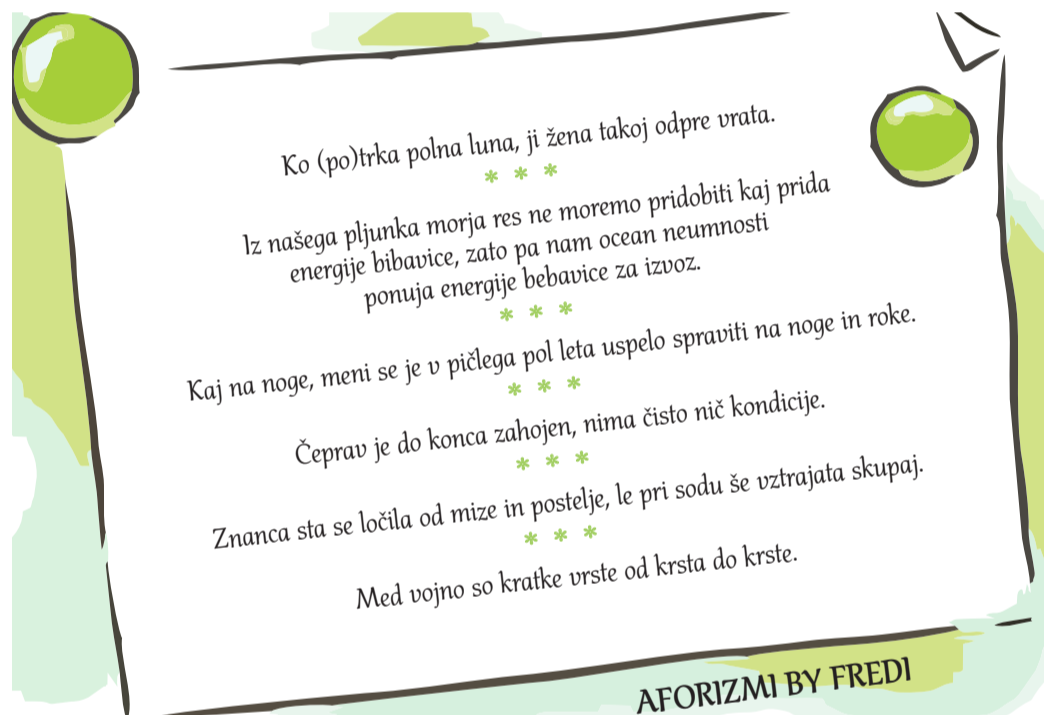 Ko (po)trka polna luna, ji žena takoj odpre vrata.
* * *
Iz našega pljunka morja res ne moremo pridobiti kaj prida
energije bibavice, zato pa nam ocean neumnosti
ponuja energije bebavice za izvoz.
* * *
Kaj na noge, meni se je v pičlega pol leta uspelo spraviti na noge in roke.
* * *
Čeprav je do konca zahojen, nima čisto nič kondicije.
* * *
Znanca sta se ločila od mize in postelje, le pri sodu še vztrajata skupaj.
* * *
Med vojno so kratke vrste od krsta do krste.
AFORIZMI BY FREDI